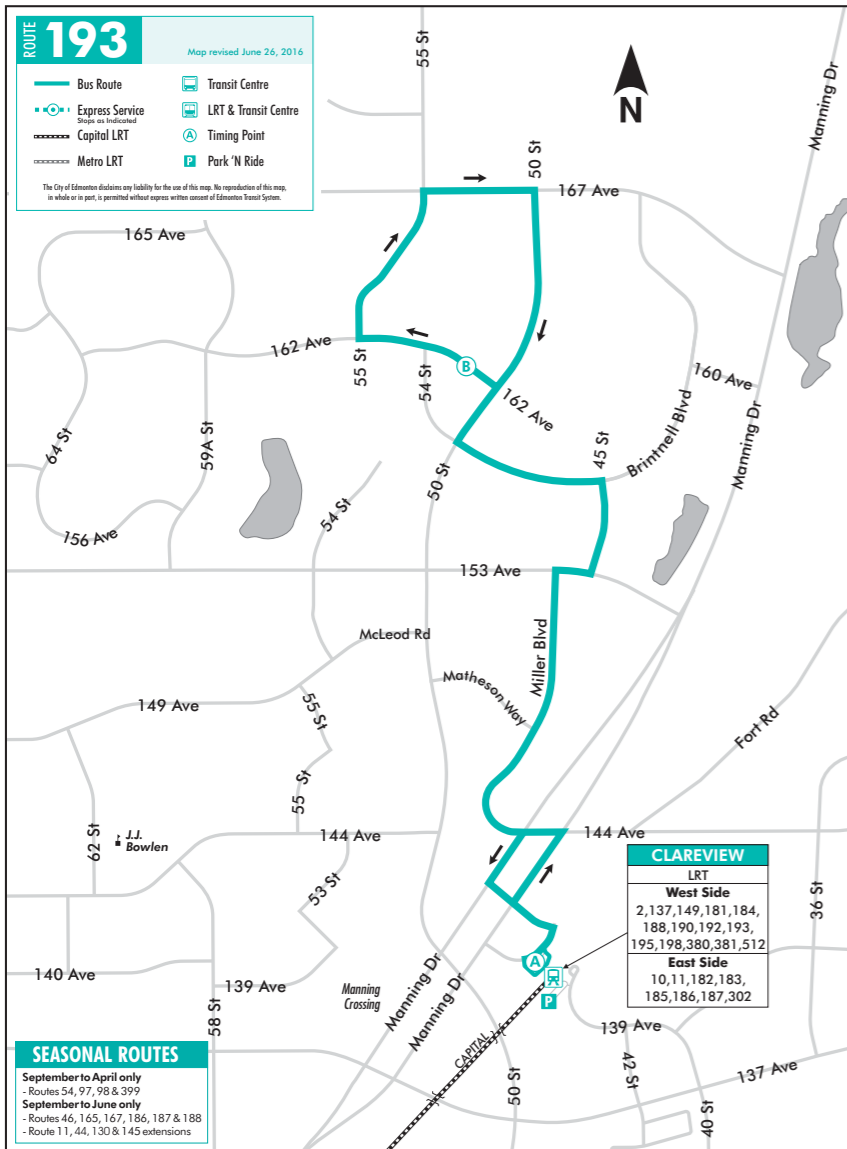 ROUTE 193
Map revised June 26, 2016
Bus Route
Express Service
Stops as Indicated
Capital LRT
Metro LRT
Transit Centre
LRT & Transit Centre
A Timing Point
P Park 'N Ride
The City of Edmonton disclaims any liability for the use of this map. No reproduction of this map,
in whole or in part, is permitted without express written consent of Edmonton Transit System.
55 St
N
Manning Dr
50 St
167 Ave
165 Ave
162 Ave
55 St
54 St
B
162 Ave
160 Ave
Manning Dr
Brintnell Blvd
45 St
64 St
59A St
50 St
54 St
156 Ave
153 Ave
McLeod Rd
Miller Blvd
Matheson Way
149 Ave
55 St
Fort Rd
55 St
62 St
J.J.
Bowlen
144 Ave
144 Ave
53 St
36 St
CLAREVIEW
LRT
West Side
2,137,149,181,184,
188,190,192,193,
195,198,380,381,512
East Side
10,11,182,183,
185,186,187,302
A
P
140 Ave
139 Ave
Manning
Crossing
Manning Dr
Manning Dr
58 St
CAPITAL
139 Ave
42 St
137 Ave
50 St
40 St
SEASONAL ROUTES
September to April only
- Routes 54, 97, 98 & 399
September to June only
- Routes 46, 165, 167, 186, 187 & 188
- Route 11, 44, 130 & 145 extensions